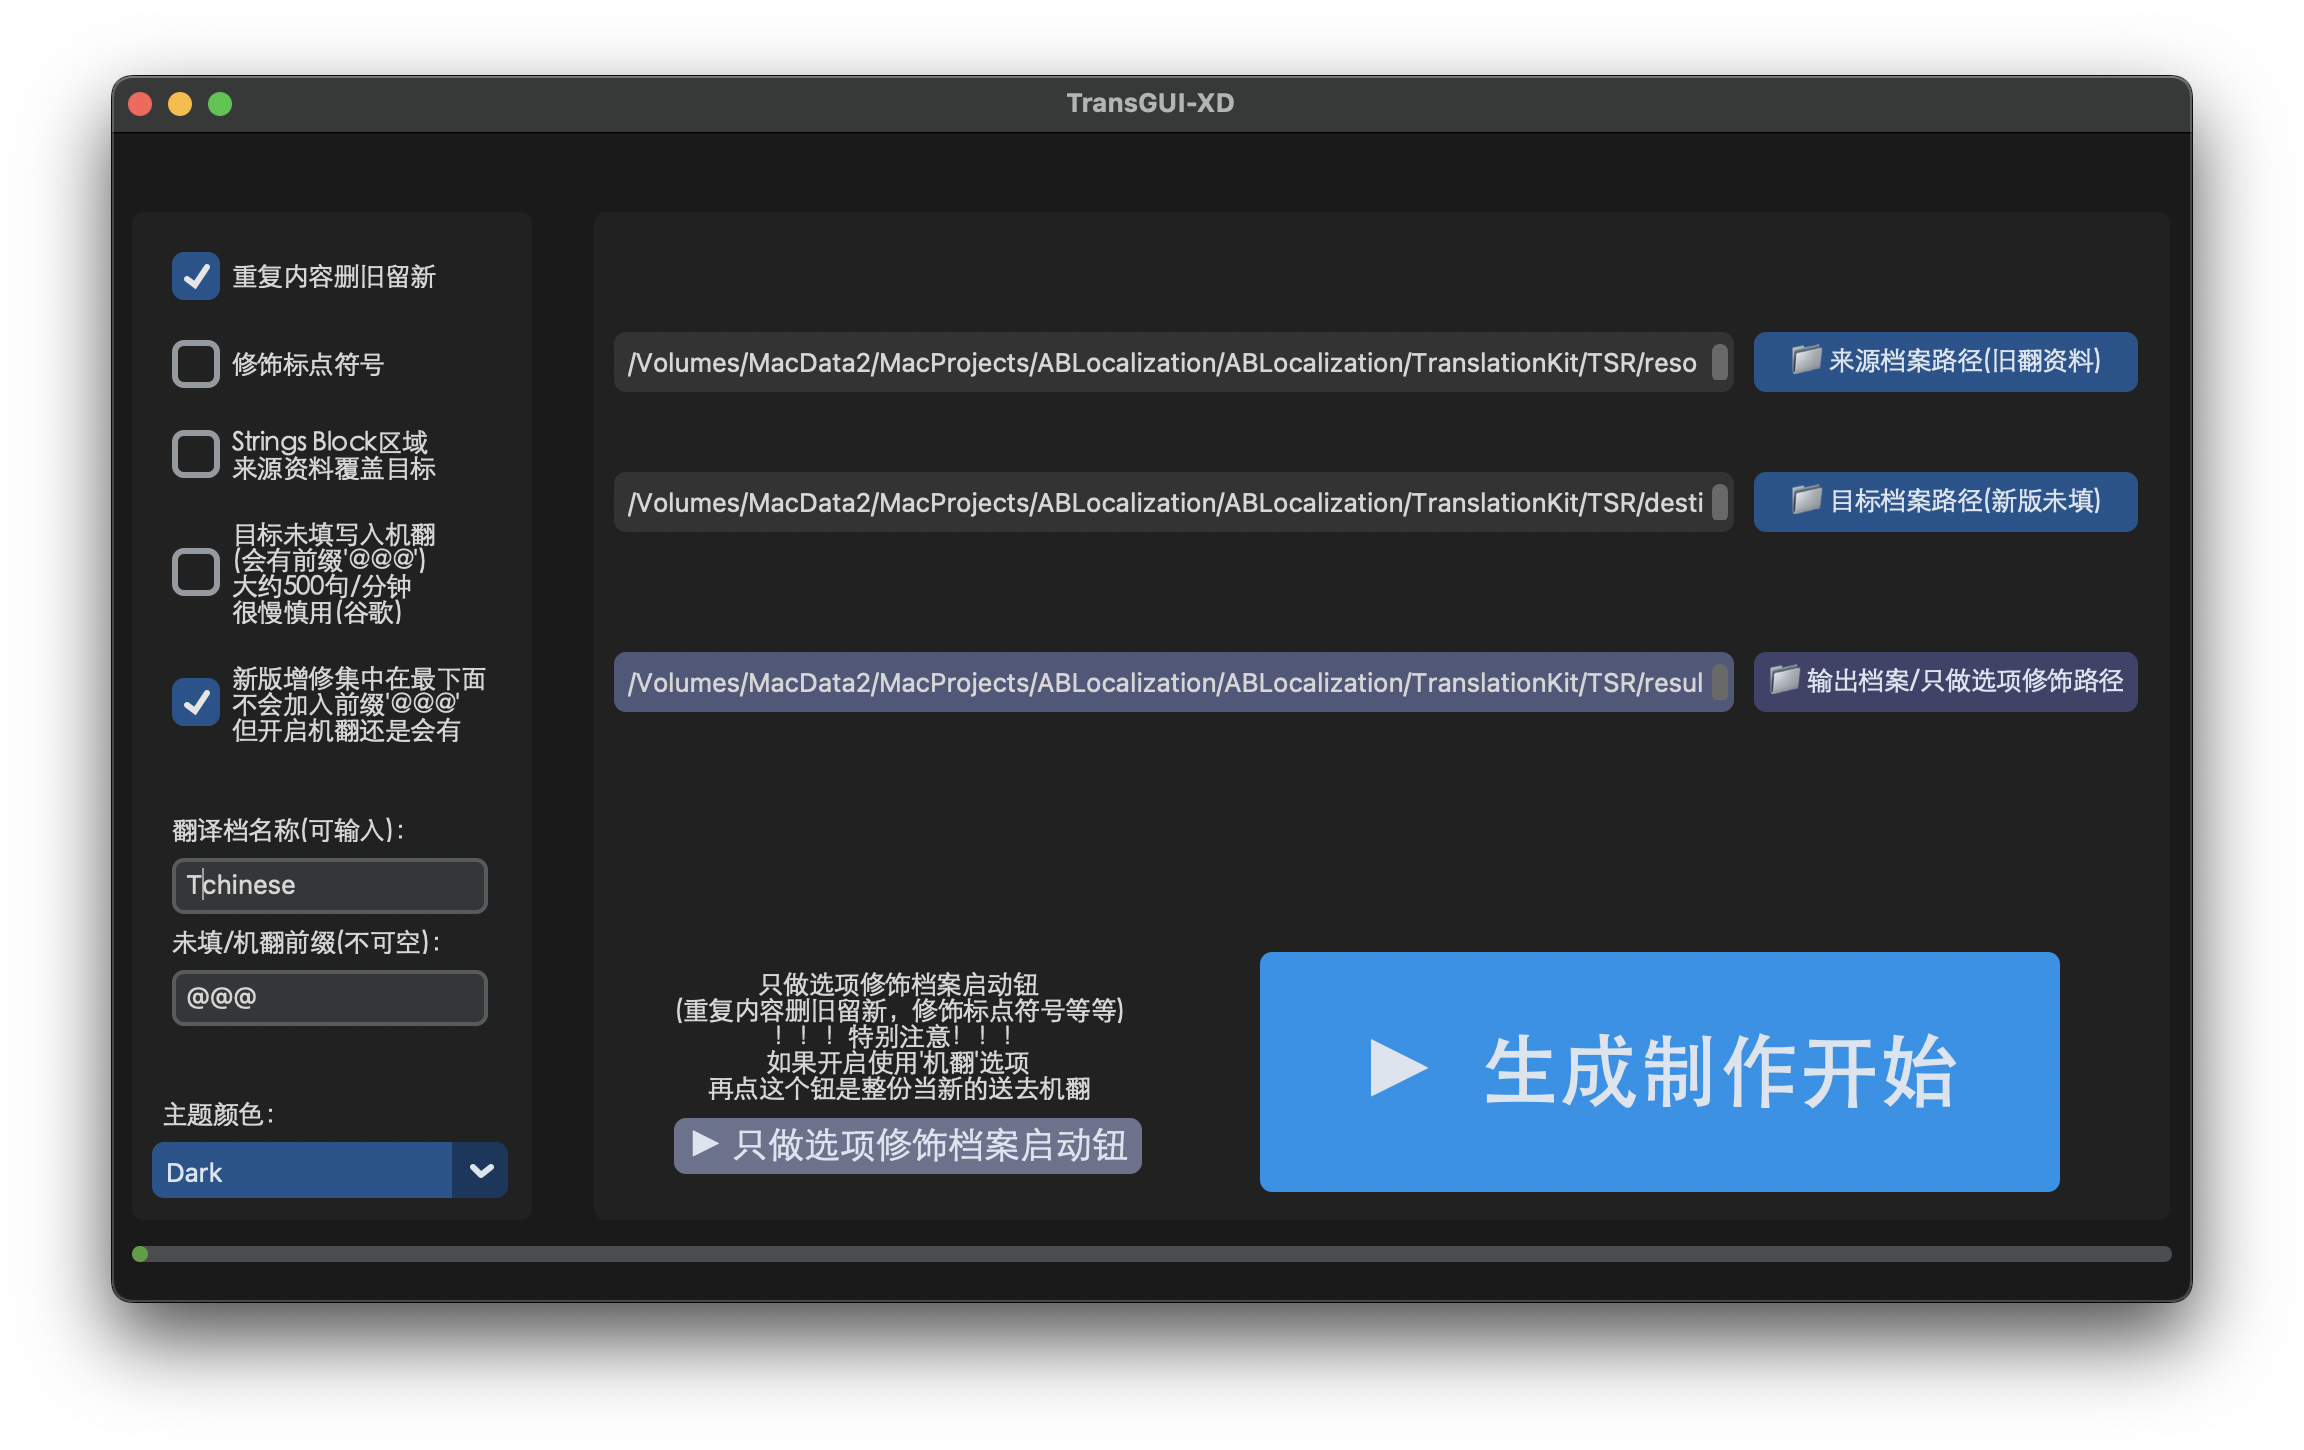 TransGUI-XD
重复内容删旧留新
修饰标点符号
Strings Block区域
来源资料覆盖目标
目标未填写入机翻
(会有前缀'@@@')
大约500句/分钟
很慢慎用(谷歌)
新版增修集中在最下面
不会加入前缀'@@@'
但开启机翻还是会有
翻译档名称(可输入):
Tchinese
未填/机翻前缀(不可空):
@@@
主题颜色:
Dark
/Volumes/MacData2/MacProjects/ABLocalization/ABLocalization/TranslationKit/TSR/reso
来源档案路径(旧翻资料)
/Volumes/MacData2/MacProjects/ABLocalization/ABLocalization/TranslationKit/TSR/desti
目标档案路径(新版未填)
/Volumes/MacData2/MacProjects/ABLocalization/ABLocalization/TranslationKit/TSR/resul
输出档案/只做选项修饰路径
只做选项修饰档案启动钮
(重复内容删旧留新，修饰标点符号等等)
！！！特别注意！！！
如果开启使用'机翻'选项
再点这个钮是整份当新的送去机翻
▶ 只做选项修饰档案启动钮
▶ 生成制作开始